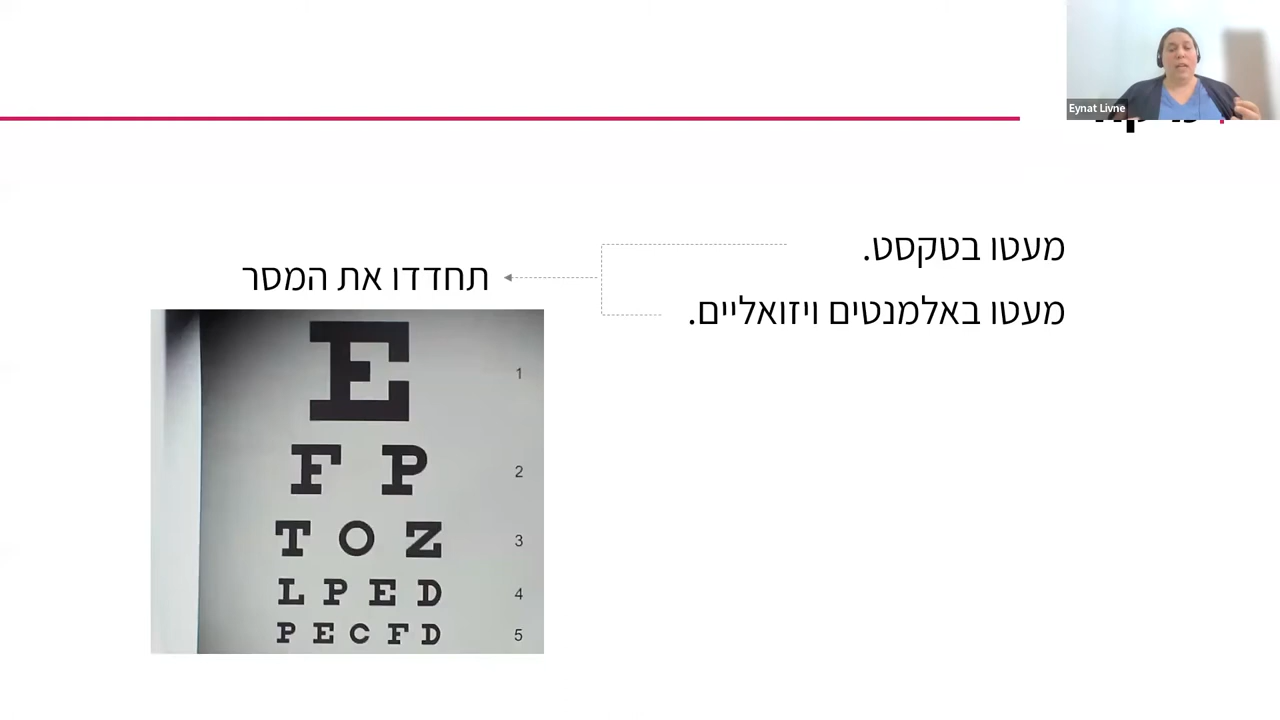 Eynat Livne
מעטו בטקסט.
מעטו באלמנטים ויזואליים.
תחדדו את המסר
E 1
F P 2
T O Z 3
L P E D 4
P E C F D 5